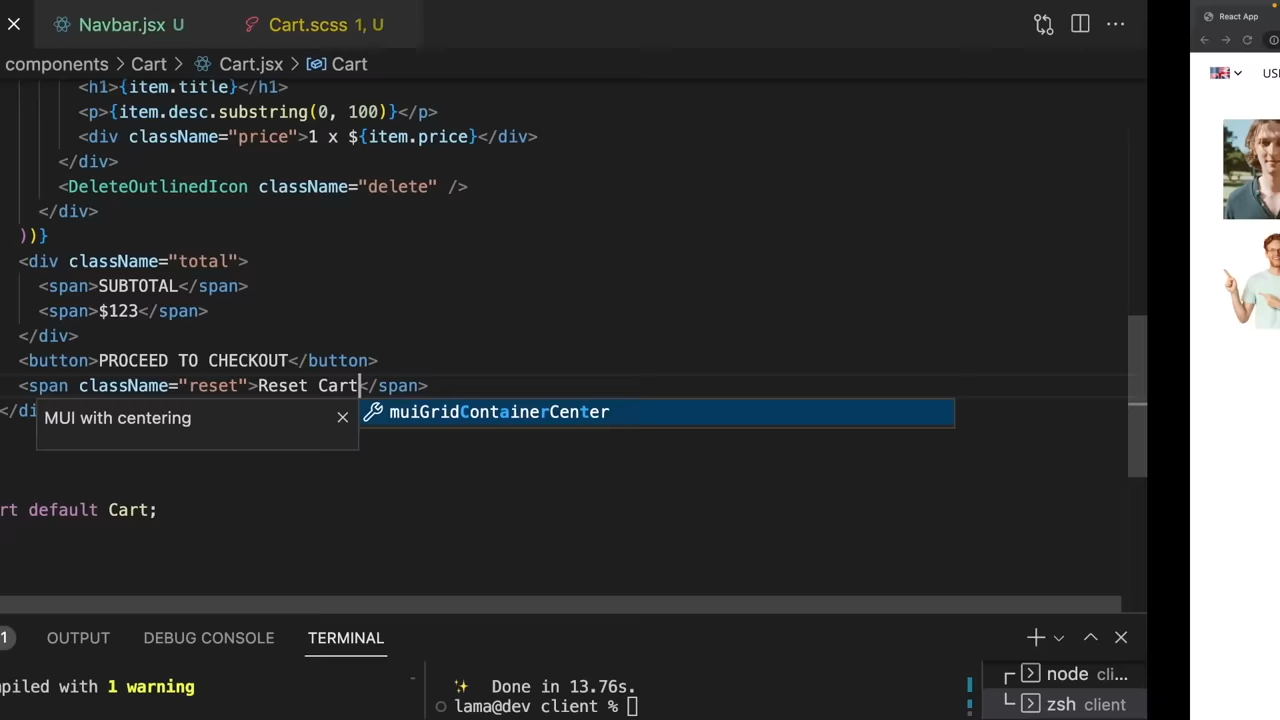 Navbar.jsx U
Cart.scss 1, U
components > Cart > Cart.jsx > Cart
<h1>{item.title}</h1>
<p>{item.desc.substring(0, 100)}</p>
<div className="price">1 x ${item.price}</div>
</div>
<DeleteOutlinedIcon className="delete" />
</div>
))}
<div className="total">
<span>SUBTOTAL</span>
<span>$123</span>
</div>
<button>PROCEED TO CHECKOUT</button>
<span className="reset">Reset Cart</span>
</di
MUI with centering
muiGridContainerCenter
rt default Cart;
1
OUTPUT
DEBUG CONSOLE
TERMINAL
piled with 1 warning
✨ Done in 13.76s.
lama@dev client %
node cli...
zsh client
React App
US